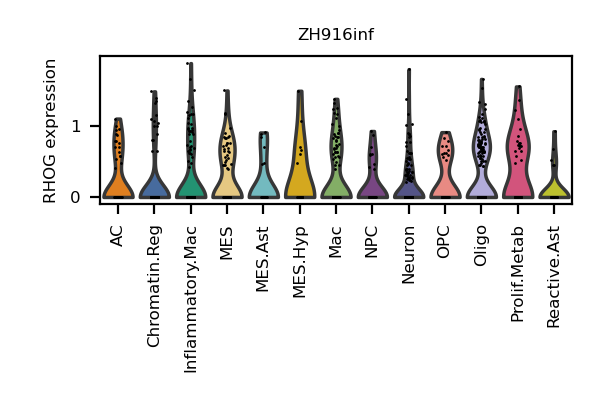 ZH916inf
RHOG expression
1
0
AC
Chromatin.Reg
Inflammatory.Mac
MES
MES.Ast
MES.Hyp
Mac
NPC
Neuron
OPC
Oligo
Prolif.Metab
Reactive.Ast